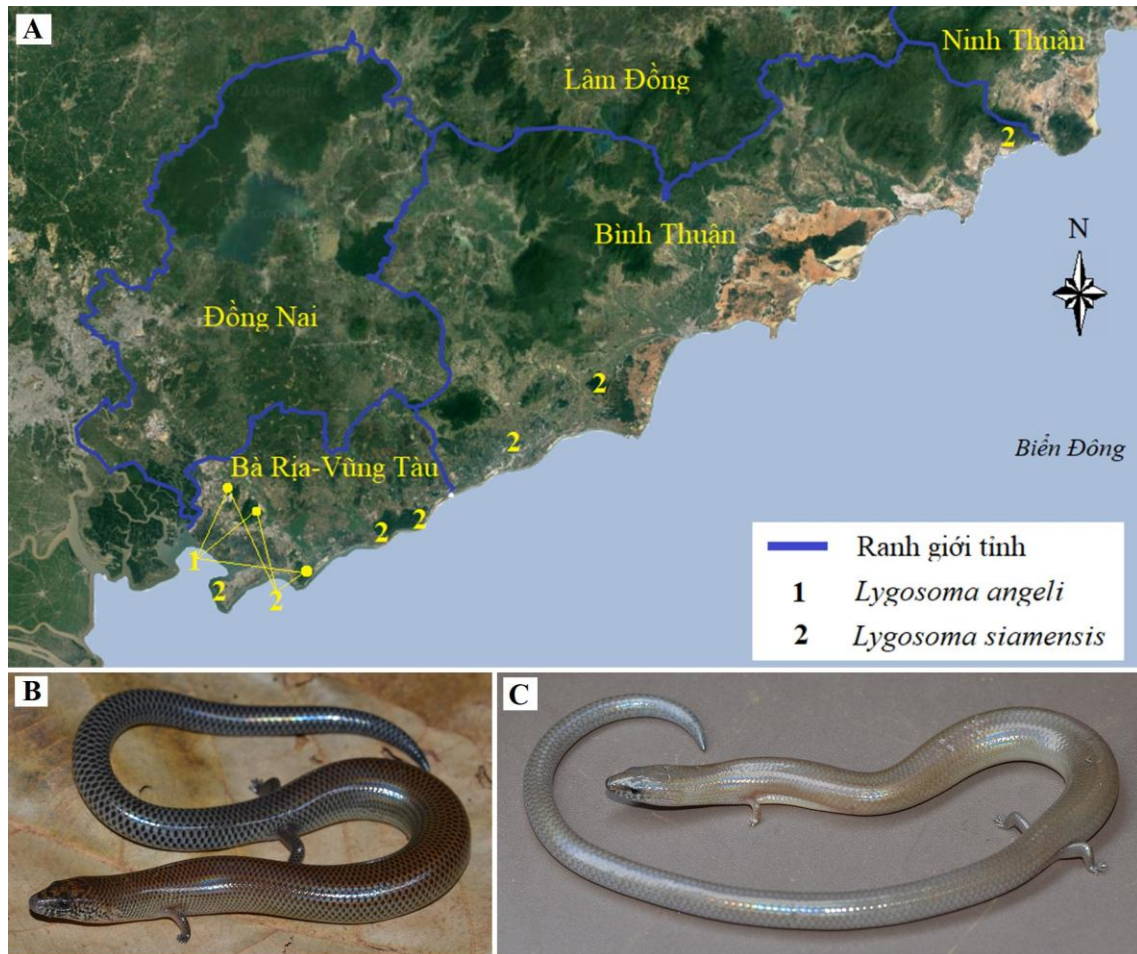 A
Ninh Thuận
Lâm Đồng
2
Bình Thuận
N
Đồng Nai
2
2
Biển Đông
Bà Rịa-Vũng Tàu
2
2
1
2
2
Ranh giới tỉnh
1 Lygosoma angeli
2 Lygosoma siamensis
B
C